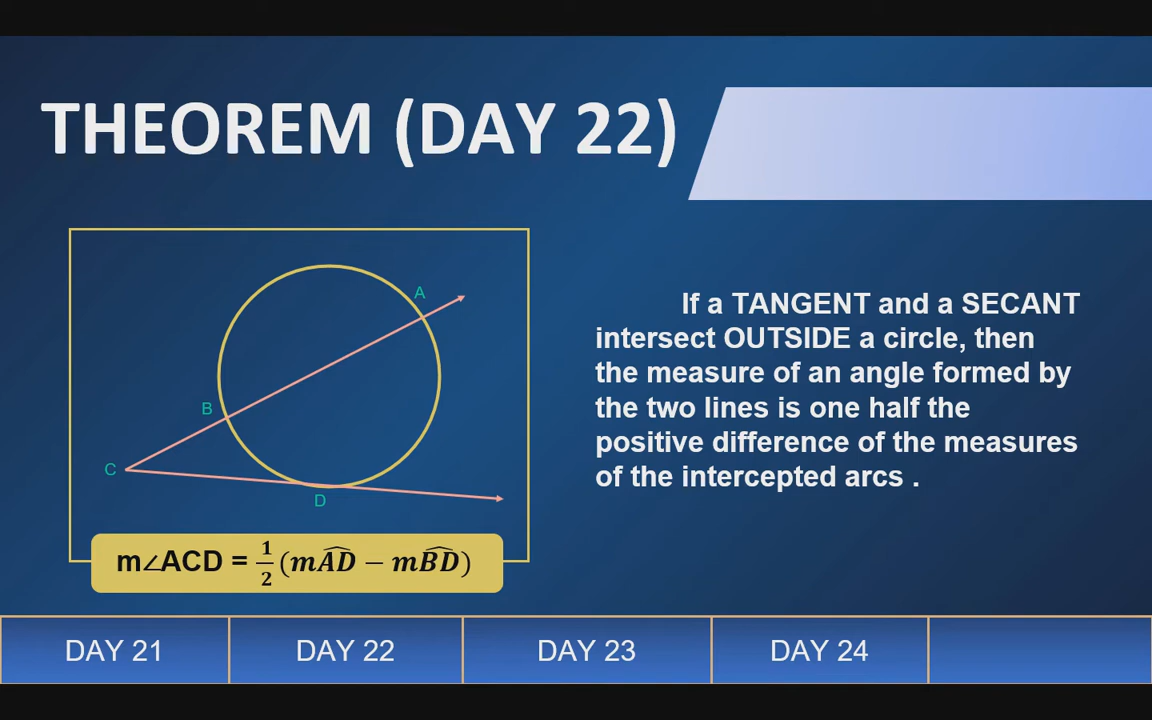 THEOREM (DAY 22)
A
B
C
D
m∠ACD = 1/2 (mA͡D − mB͡D)
If a TANGENT and a SECANT
intersect OUTSIDE a circle, then
the measure of an angle formed by
the two lines is one half the
positive difference of the measures
of the intercepted arcs .
DAY 21
DAY 22
DAY 23
DAY 24